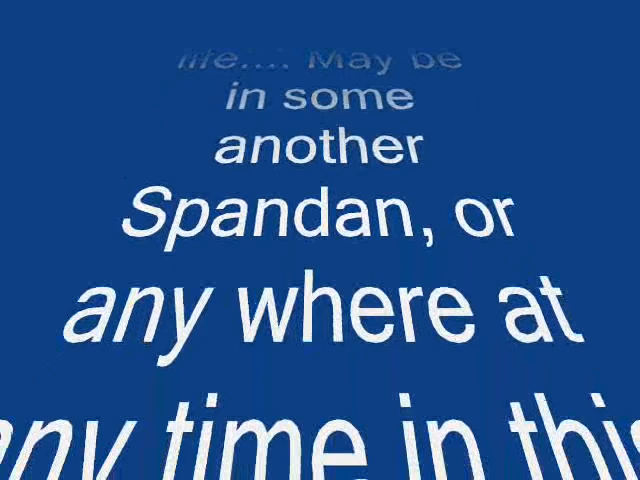 life.... May be
in some
another
Spandan, or
any where at
any time in this